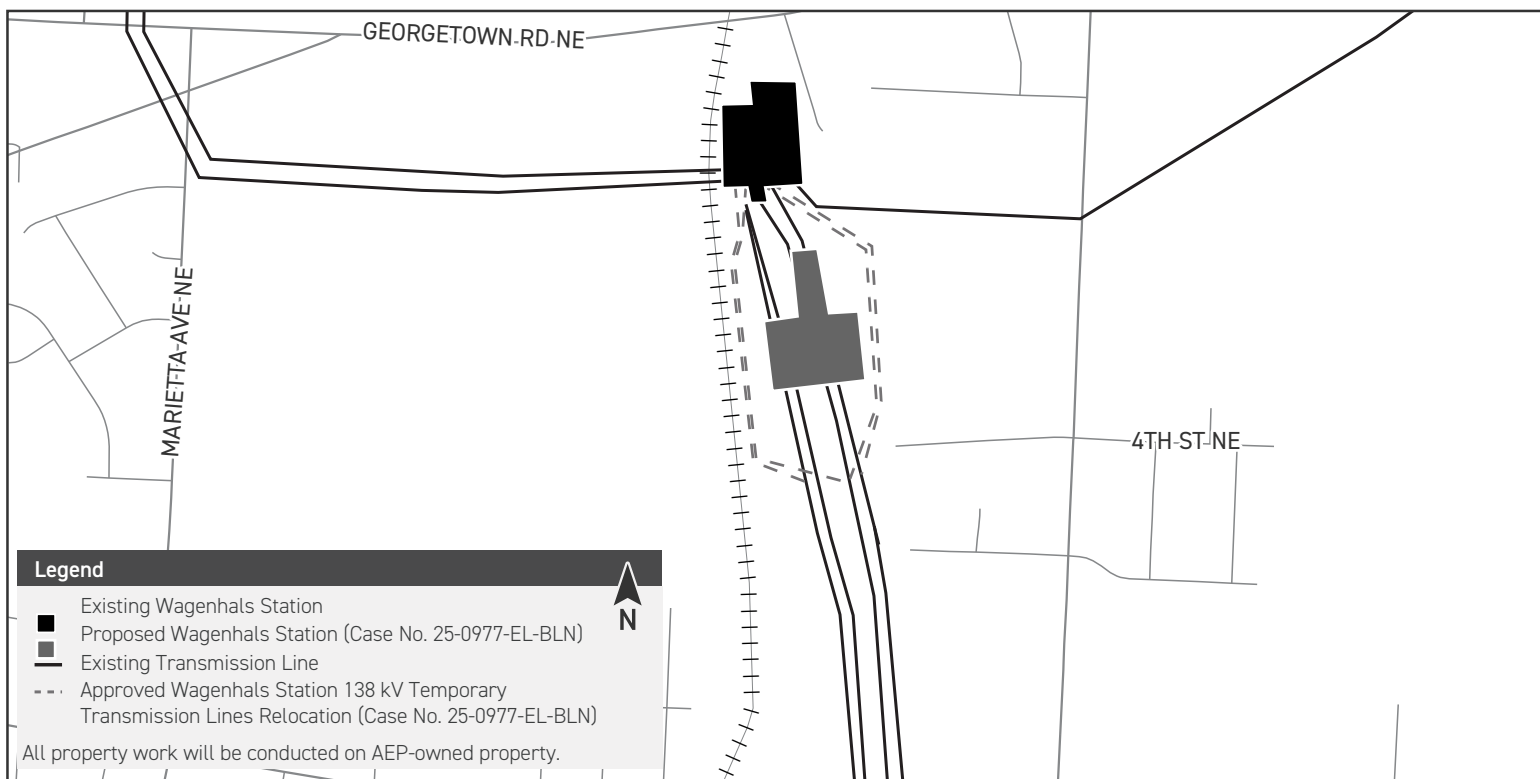 GEORGETOWN RD NE
MARIETTA AVE NE
4TH ST NE
Legend
N
Existing Wagenhals Station
Proposed Wagenhals Station (Case No. 25-0977-EL-BLN)
Existing Transmission Line
Approved Wagenhals Station 138 kV Temporary
Transmission Lines Relocation (Case No. 25-0977-EL-BLN)
All property work will be conducted on AEP-owned property.